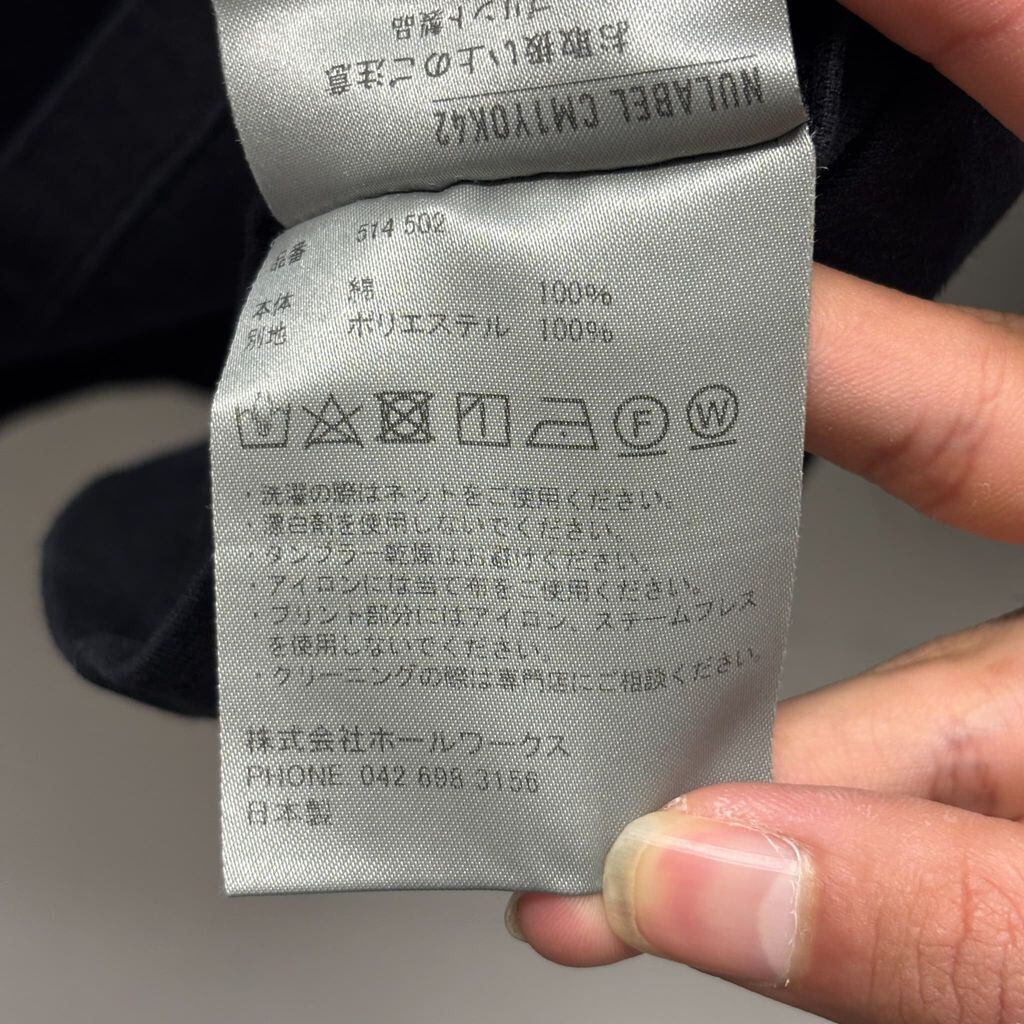 プリント製品
お取扱い上のご注意
NULABEL CM1Y0K42
品番 514 502
本体 綿 100%
別地 ポリエステル 100%
1 F W
・洗濯の際はネットをご使用ください。
・漂白剤を使用しないでください。
・タンブラー乾燥はお避けください。
・アイロンには当て布をご使用ください。
・プリント部分にはアイロン、スチームプレス
を使用しないでください。
・クリーニングの際は専門店にご相談ください。
株式会社ホールワークス
PHONE 042 698 3156
日本製